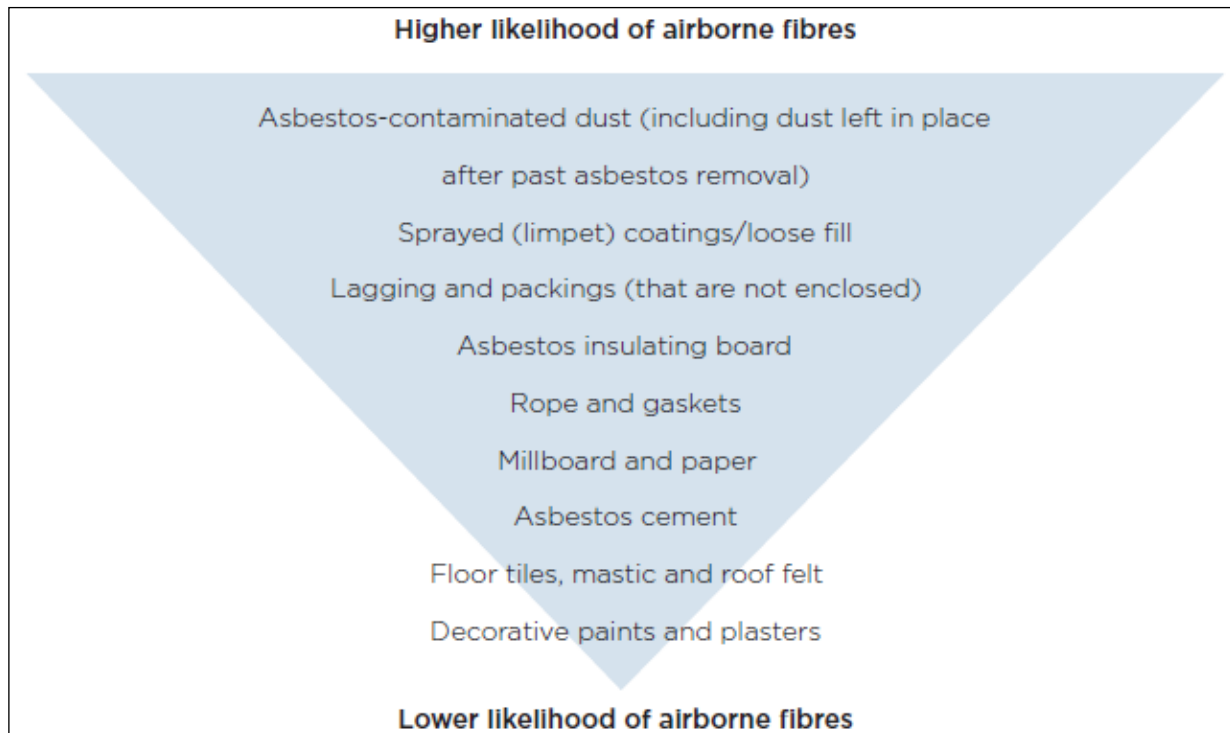 Higher likelihood of airborne fibres
Asbestos-contaminated dust (including dust left in place
after past asbestos removal)
Sprayed (limpet) coatings/loose fill
Lagging and packings (that are not enclosed)
Asbestos insulating board
Rope and gaskets
Millboard and paper
Asbestos cement
Floor tiles, mastic and roof felt
Decorative paints and plasters
Lower likelihood of airborne fibres